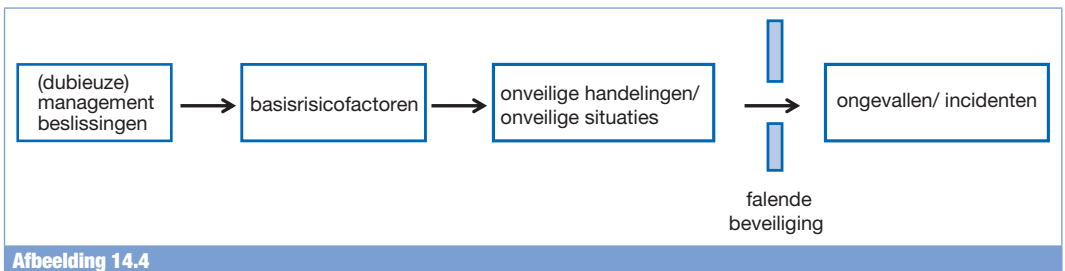 (dubieuze)
management
beslissingen
basisrisicofactoren
onveilige handelingen/
onveilige situaties
ongevallen/ incidenten
falende
beveiliging
Afbeelding 14.4